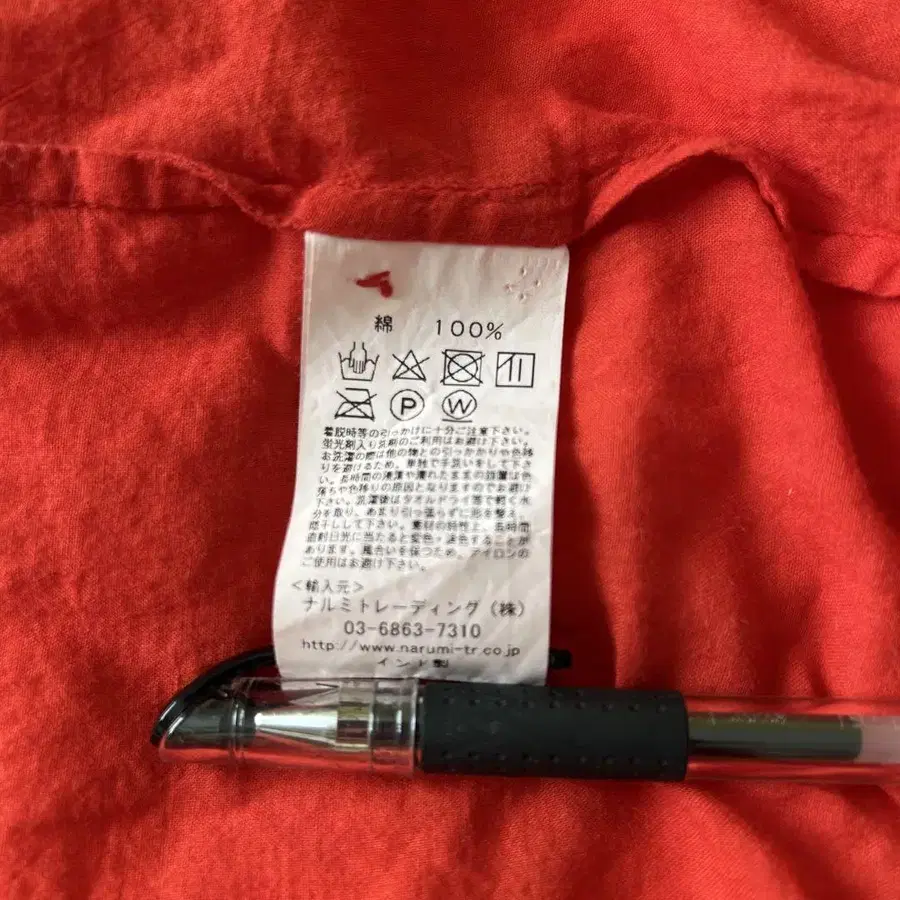 綿 100%
P
W
着脱時等の引っかけに十分ご注意下さい。
蛍光剤入り洗剤のご利用はお避け下さい。
お洗濯の際は他の物との引っかかりや色移
りを避けるため、単独で手洗いをして下さ
い。長時間の浸漬や濡れたままの放置は色
落ちや色移りの原因となりますのでお避け
下さい。洗濯後はタオルドライ等で軽く水
分を取り、あまり引っ張らずに形を整え、
陰干しして下さい。素材の特性上、長時間
直射日光に当たると変色・退色することが
あります。風合いを保つため、アイロンの
ご使用はお避け下さい。
<輸入元>
ナルミトレーディング(株)
03-6863-7310
http://www.narumi-tr.co.jp
インド製